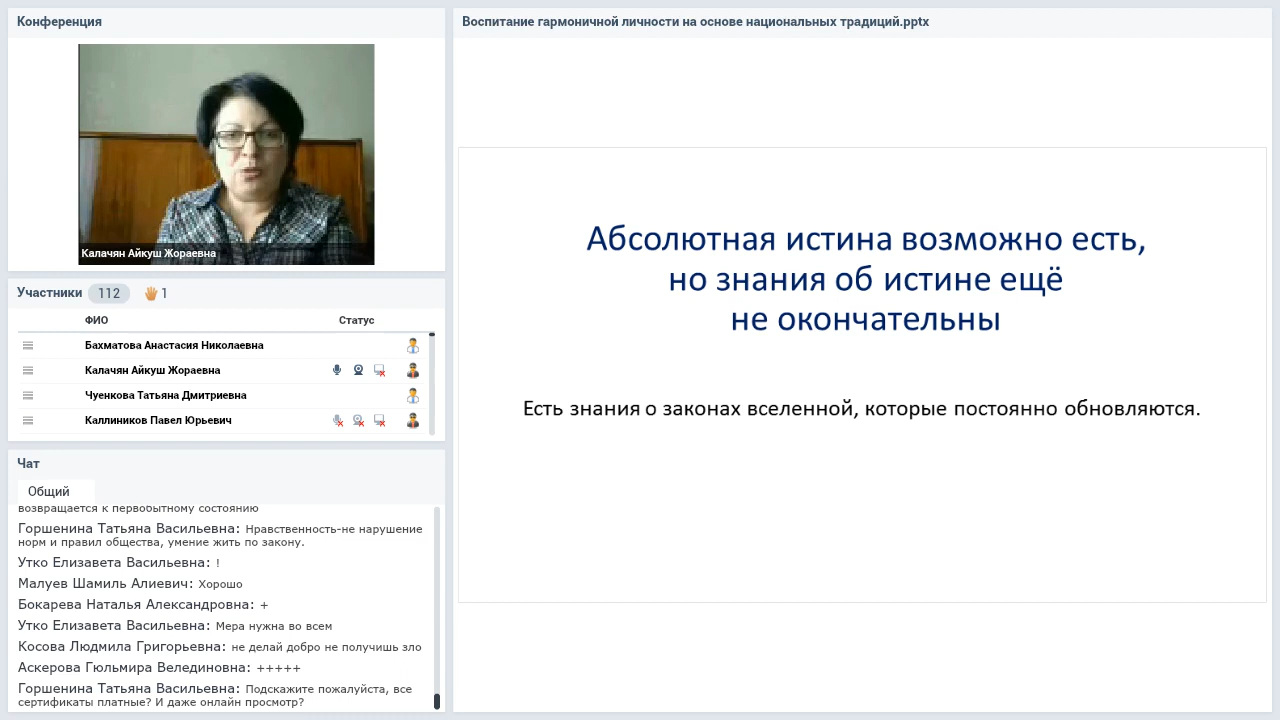 Конференция
Калачян Айкуш Жораевна
Участники 112 1
ФИО Статус
Бахматова Анастасия Николаевна
Калачян Айкуш Жораевна
Чуенкова Татьяна Дмитриевна
Каллиников Павел Юрьевич
Чат
Общий
возвращается к первобытному состоянию
Горшенина Татьяна Васильевна: Нравственность-не нарушение
норм и правил общества, умение жить по закону.
Утко Елизавета Васильевна: !
Малуев Шамиль Алиевич: Хорошо
Бокарева Наталья Александровна: +
Утко Елизавета Васильевна: Мера нужна во всем
Косова Людмила Григорьевна: не делай добро не получишь зло
Аскерова Гюльмира Велединовна: +++++
Горшенина Татьяна Васильевна: Подскажите пожалуйста, все
сертификаты платные? И даже онлайн просмотр?
Воспитание гармоничной личности на основе национальных традиций.pptx
Абсолютная истина возможно есть,
но знания об истине ещё
не окончательны
Есть знания о законах вселенной, которые постоянно обновляются.